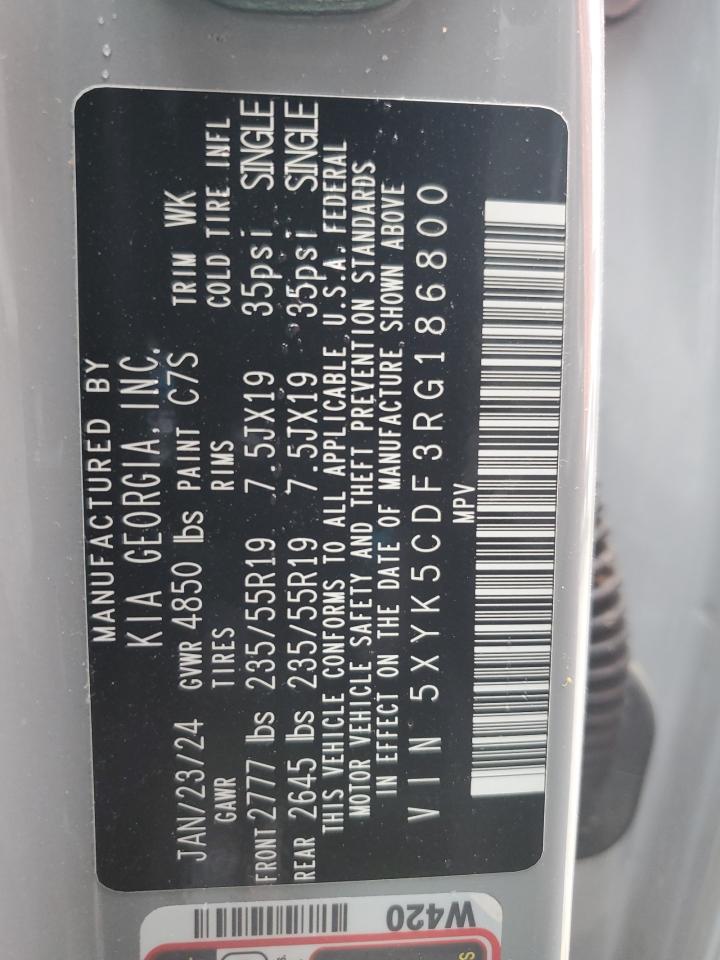 MANUFACTURED BY
KIA GEORGIA, INC.
JAN/23/24 GVWR 4850 lbs PAINT C7S TRIM WK
GAWR TIRES RIMS COLD TIRE INFL
FRONT 2777 lbs 235/55R19 7.5JX19 35psi SINGLE
REAR 2645 lbs 235/55R19 7.5JX19 35psi SINGLE
THIS VEHICLE CONFORMS TO ALL APPLICABLE U.S.A. FEDERAL
MOTOR VEHICLE SAFETY AND THEFT PREVENTION STANDARDS
IN EFFECT ON THE DATE OF MANUFACTURE SHOWN ABOVE
VIN 5XYK5CDF3RG186800
MPV
W420